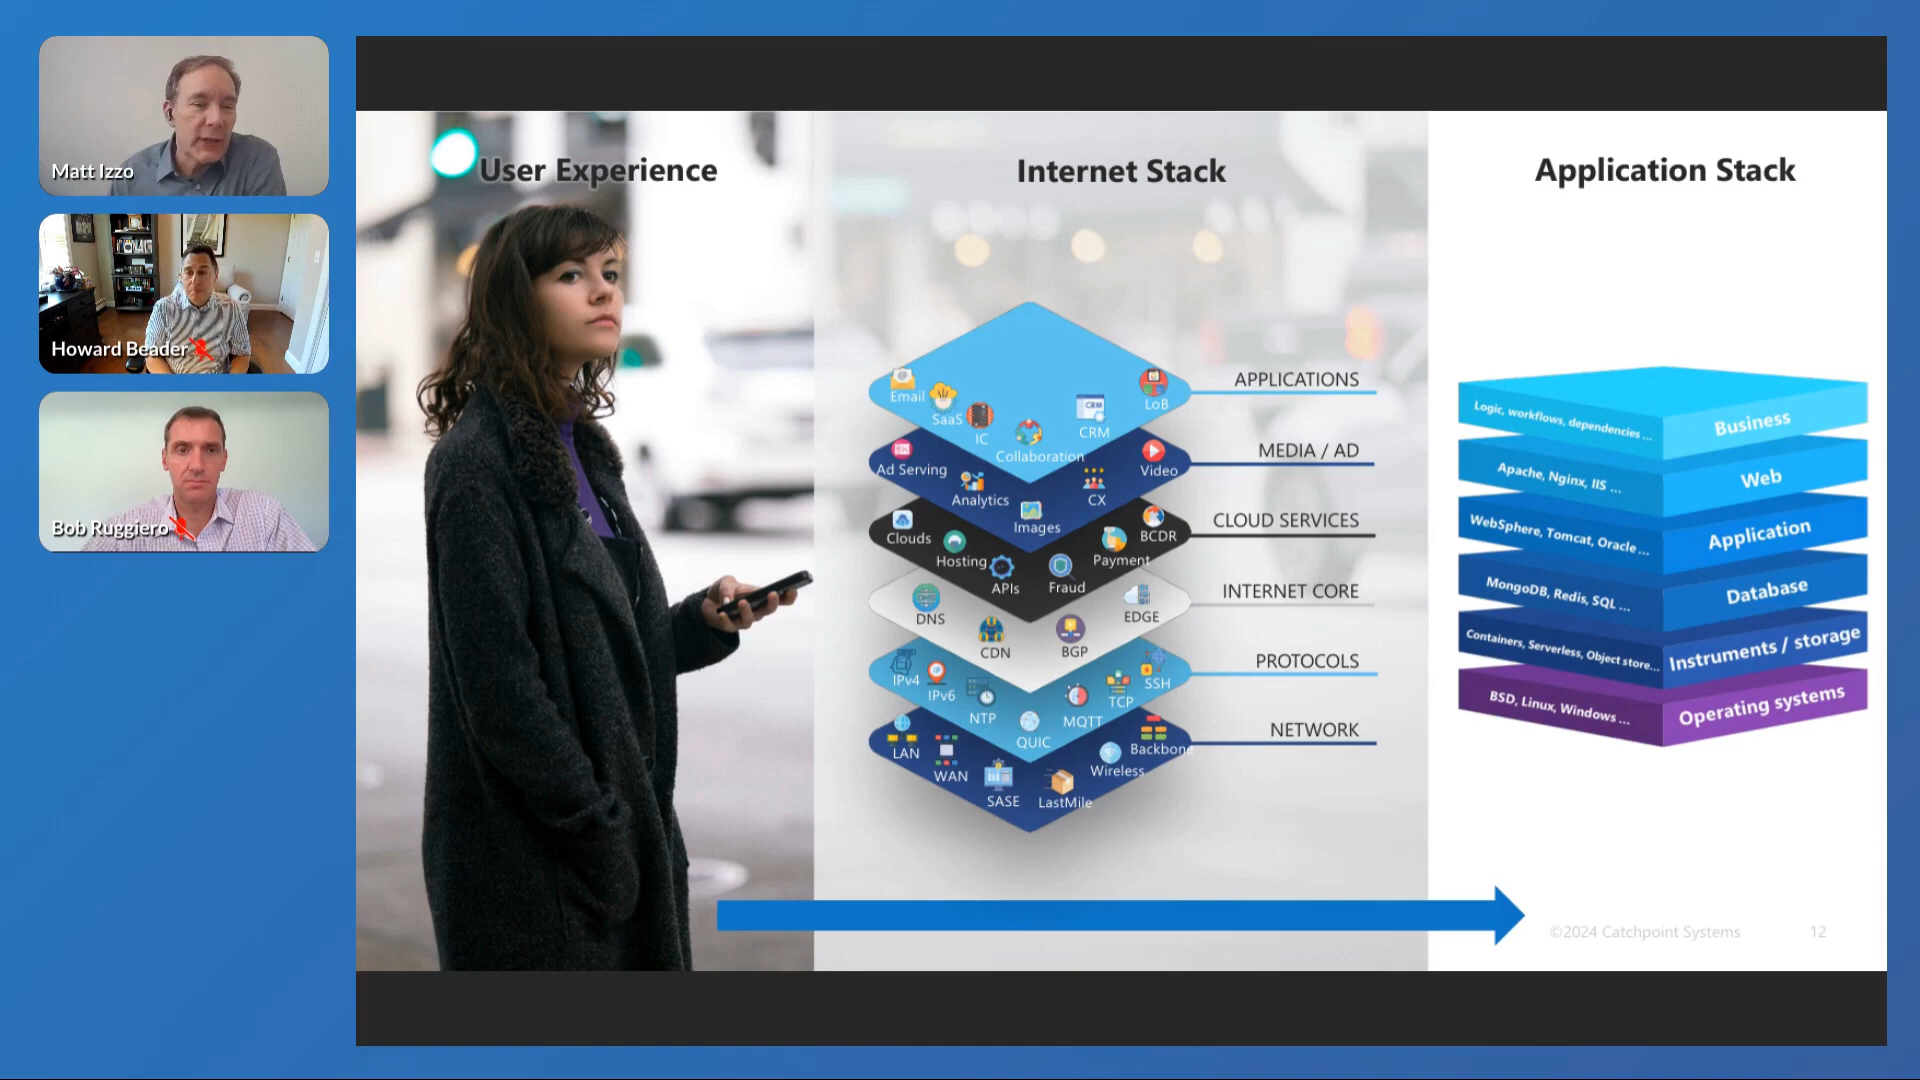 Matt Izzo
Howard Beader
Bob Ruggiero
User Experience
Internet Stack
Application Stack
APPLICATIONS
Email
SaaS
IC
Collaboration
CRM
LoB
MEDIA / AD
Ad Serving
Analytics
Images
CX
Video
CLOUD SERVICES
Clouds
Hosting
APIs
Fraud
Payment
BCDR
INTERNET CORE
DNS
CDN
BGP
EDGE
PROTOCOLS
IPv4
IPv6
NTP
QUIC
MQTT
TCP
SSH
NETWORK
LAN
WAN
SASE
LastMile
Wireless
Backbone
Logic, workflows, dependencies ...
Business
Apache, Nginx, IIS ...
Web
WebSphere, Tomcat, Oracle ...
Application
MongoDB, Redis, SQL ...
Database
Containers, Serverless, Object store...
Instruments / storage
BSD, Linux, Windows ...
Operating systems
©2024 Catchpoint Systems
12